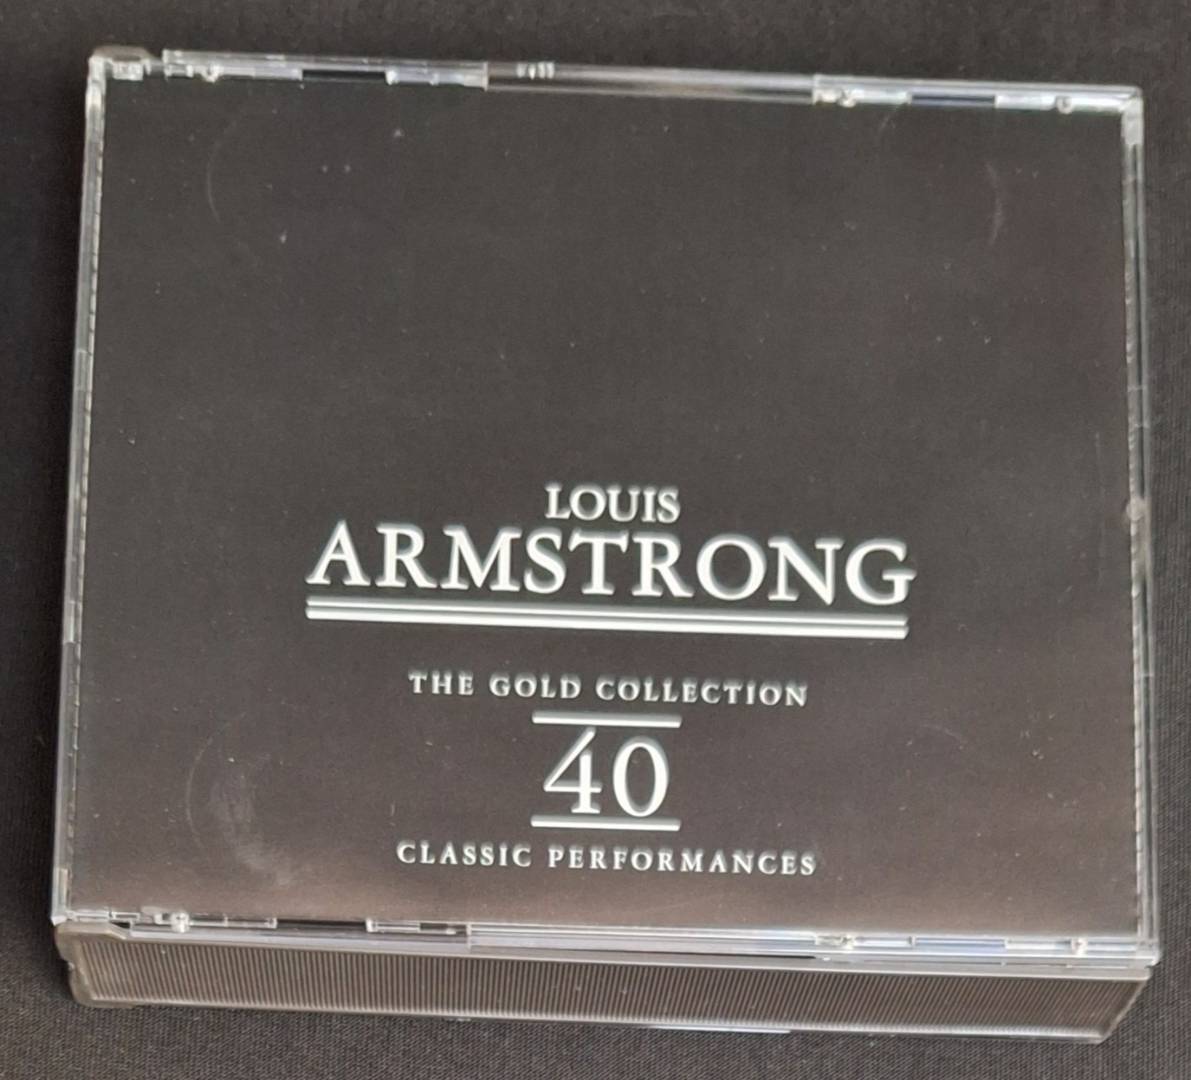 LOUIS
ARMSTRONG
THE GOLD COLLECTION
40
CLASSIC PERFORMANCES